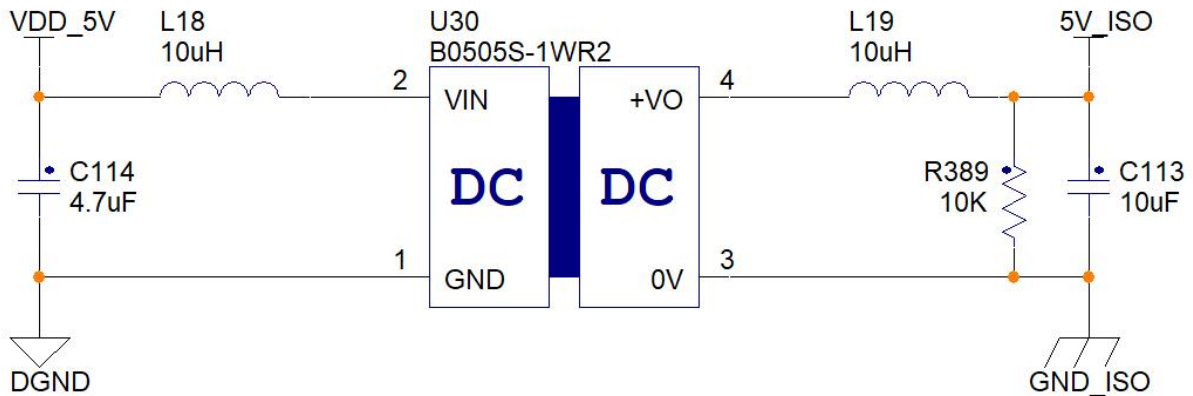 VDD_5V
L18
10uH
U30
B0505S-1WR2
L19
10uH
5V_ISO
2
VIN
+VO
4
C114
4.7uF
DC
DC
R389
10K
C113
10uF
1
GND
0V
3
DGND
GND_ISO